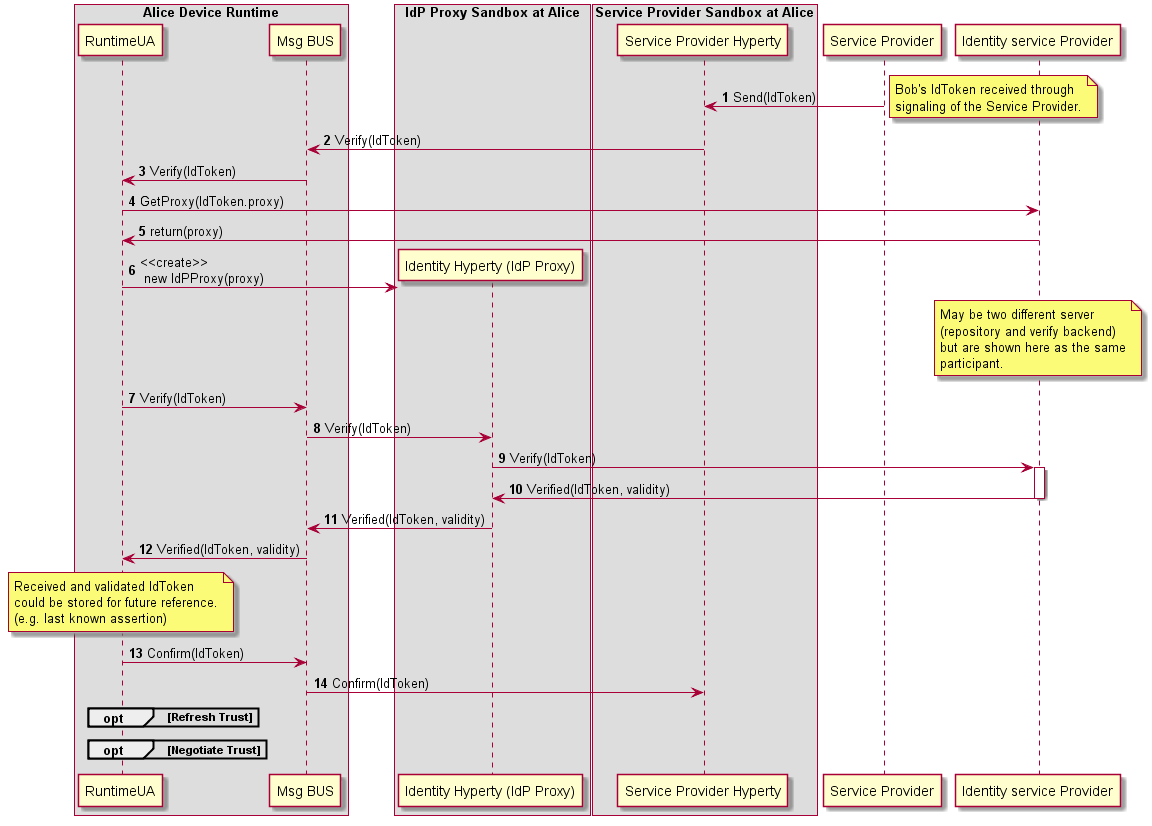 Alice Device Runtime
IdP Proxy Sandbox at Alice
Service Provider Sandbox at Alice
RuntimeUA
Msg BUS
Service Provider Hyperty
Service Provider
Identity service Provider
Bob's IdToken received through
signaling of the Service Provider.
1 Send(IdToken)
2 Verify(IdToken)
3 Verify(IdToken)
4 GetProxy(IdToken.proxy)
5 return(proxy)
6 <<create>>
new IdPProxy(proxy)
Identity Hyperty (IdP Proxy)
May be two different server
(repository and verify backend)
but are shown here as the same
participant.
7 Verify(IdToken)
8 Verify(IdToken)
9 Verify(IdToken)
10 Verified(IdToken, validity)
11 Verified(IdToken, validity)
12 Verified(IdToken, validity)
Received and validated IdToken
could be stored for future reference.
(e.g. last known assertion)
13 Confirm(IdToken)
14 Confirm(IdToken)
opt [Refresh Trust]
opt [Negotiate Trust]
RuntimeUA
Msg BUS
Identity Hyperty (IdP Proxy)
Service Provider Hyperty
Service Provider
Identity service Provider